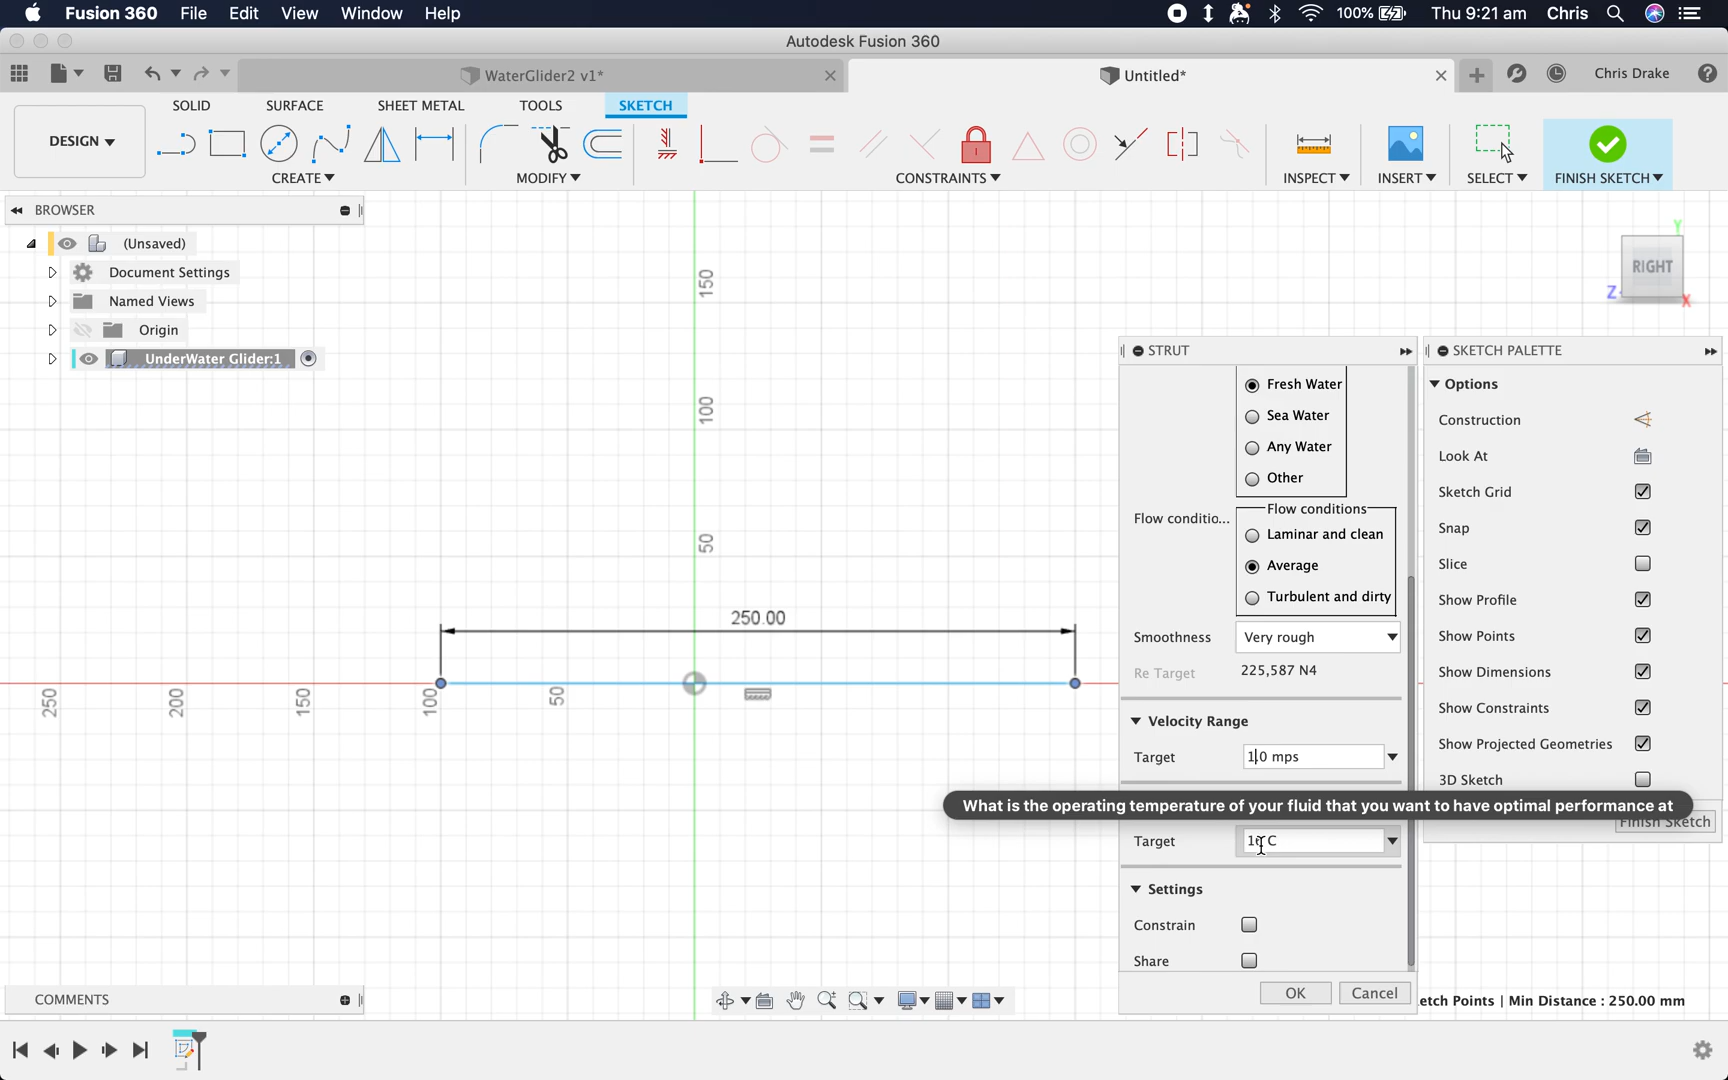 Fusion 360 File Edit View Window Help
100% Thu 9:21 am Chris
Autodesk Fusion 360
WaterGlider2 v1*
Untitled*
Chris Drake
SOLID SURFACE SHEET METAL TOOLS SKETCH
DESIGN
CREATE MODIFY CONSTRAINTS INSPECT INSERT SELECT FINISH SKETCH
BROWSER
(Unsaved)
Document Settings
Named Views
Origin
UnderWater Glider:1
Y
RIGHT
Z
X
150
100
50
250.00
250
200
150
100
50
STRUT
Fresh Water
Sea Water
Any Water
Other
Flow conditio...
Flow conditions
Laminar and clean
Average
Turbulent and dirty
Smoothness Very rough
Re Target 225,587 N4
Velocity Range
Target 1.0 mps
What is the operating temperature of your fluid that you want to have optimal performance at
Target
Settings
Constrain
Share
OK Cancel
SKETCH PALETTE
Options
Construction
Look At
Sketch Grid
Snap
Slice
Show Profile
Show Points
Show Dimensions
Show Constraints
Show Projected Geometries
3D Sketch
Finish Sketch
COMMENTS
etch Points | Min Distance : 250.00 mm